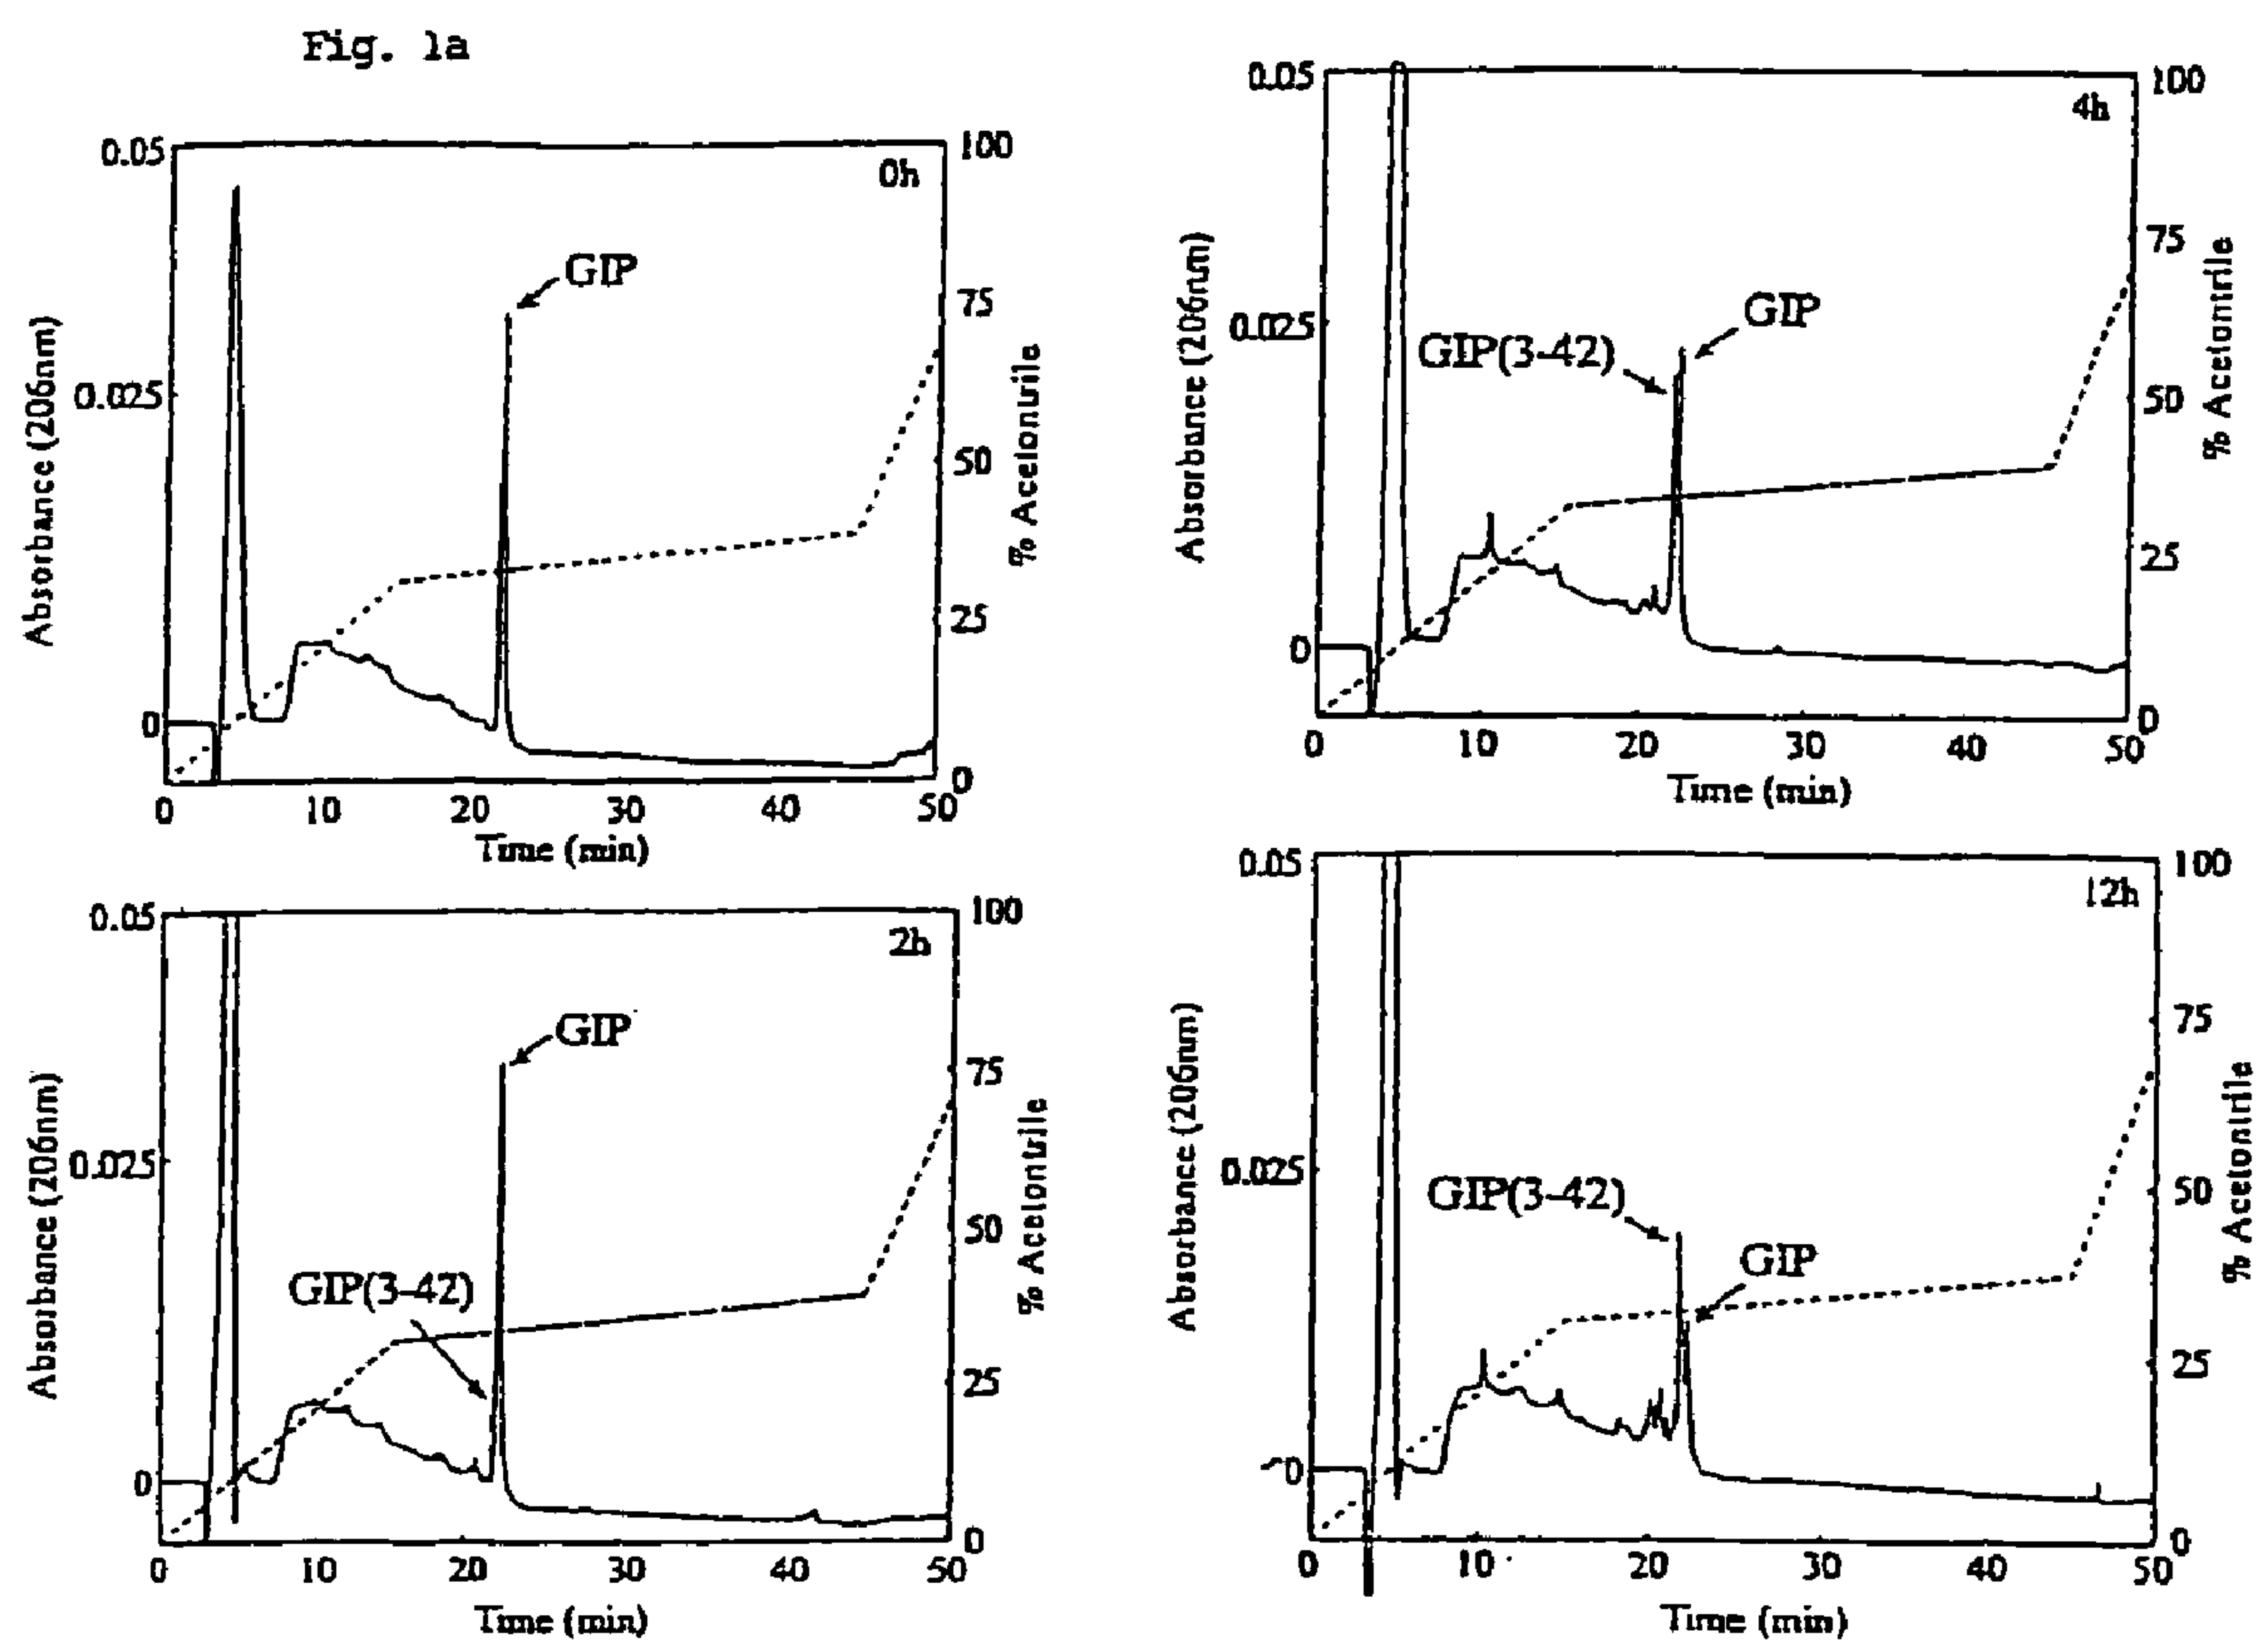 Fig. 1a
0.05
100
0h
GIP
75
0.025
50
25
0
0
0 10 20 30 40 50
Time (min)
Absorbance (206nm)
% Acelonurile
0.05
100
2h
GIP
75
0.025
50
GIP(3-42)
25
0
0
0 10 20 30 40 50
Time (min)
Absorbance (206nm)
% Acelontrile
0.05
100
4h
75
GIP
0.025
GIP(3-42)
50
25
0
0
0 10 20 30 40 50
Time (min)
Absorbance (206nm)
% Acelontrile
0.05
100
12h
75
0.025
GIP(3-42)
50
GIP
25
0
0
0 10 20 30 40 50
Time (min)
Absorbance (206nm)
% Acetonirile